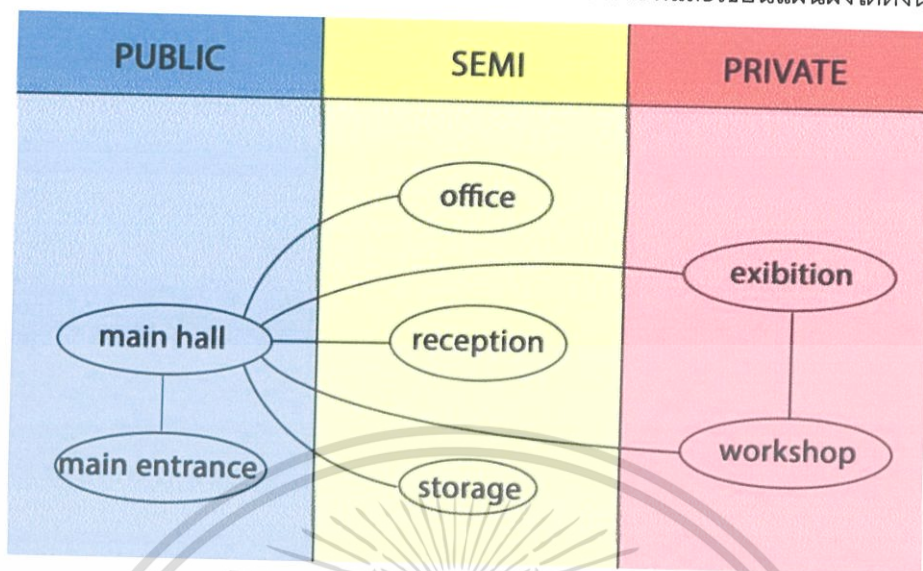 PUBLIC
SEMI
PRIVATE
office
exibition
main hall
reception
main entrance
workshop
storage